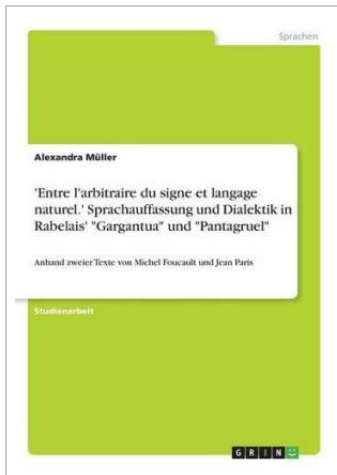 Sprachen
Alexandra Müller
'Entre l'arbitraire du signe et langage
naturel.' Sprachauffassung und Dialektik in
Rabelais' "Gargantua" und "Pantagruel"
Anhand zweier Texte von Michel Foucault und Jean Paris
Studienarbeit
GRIN